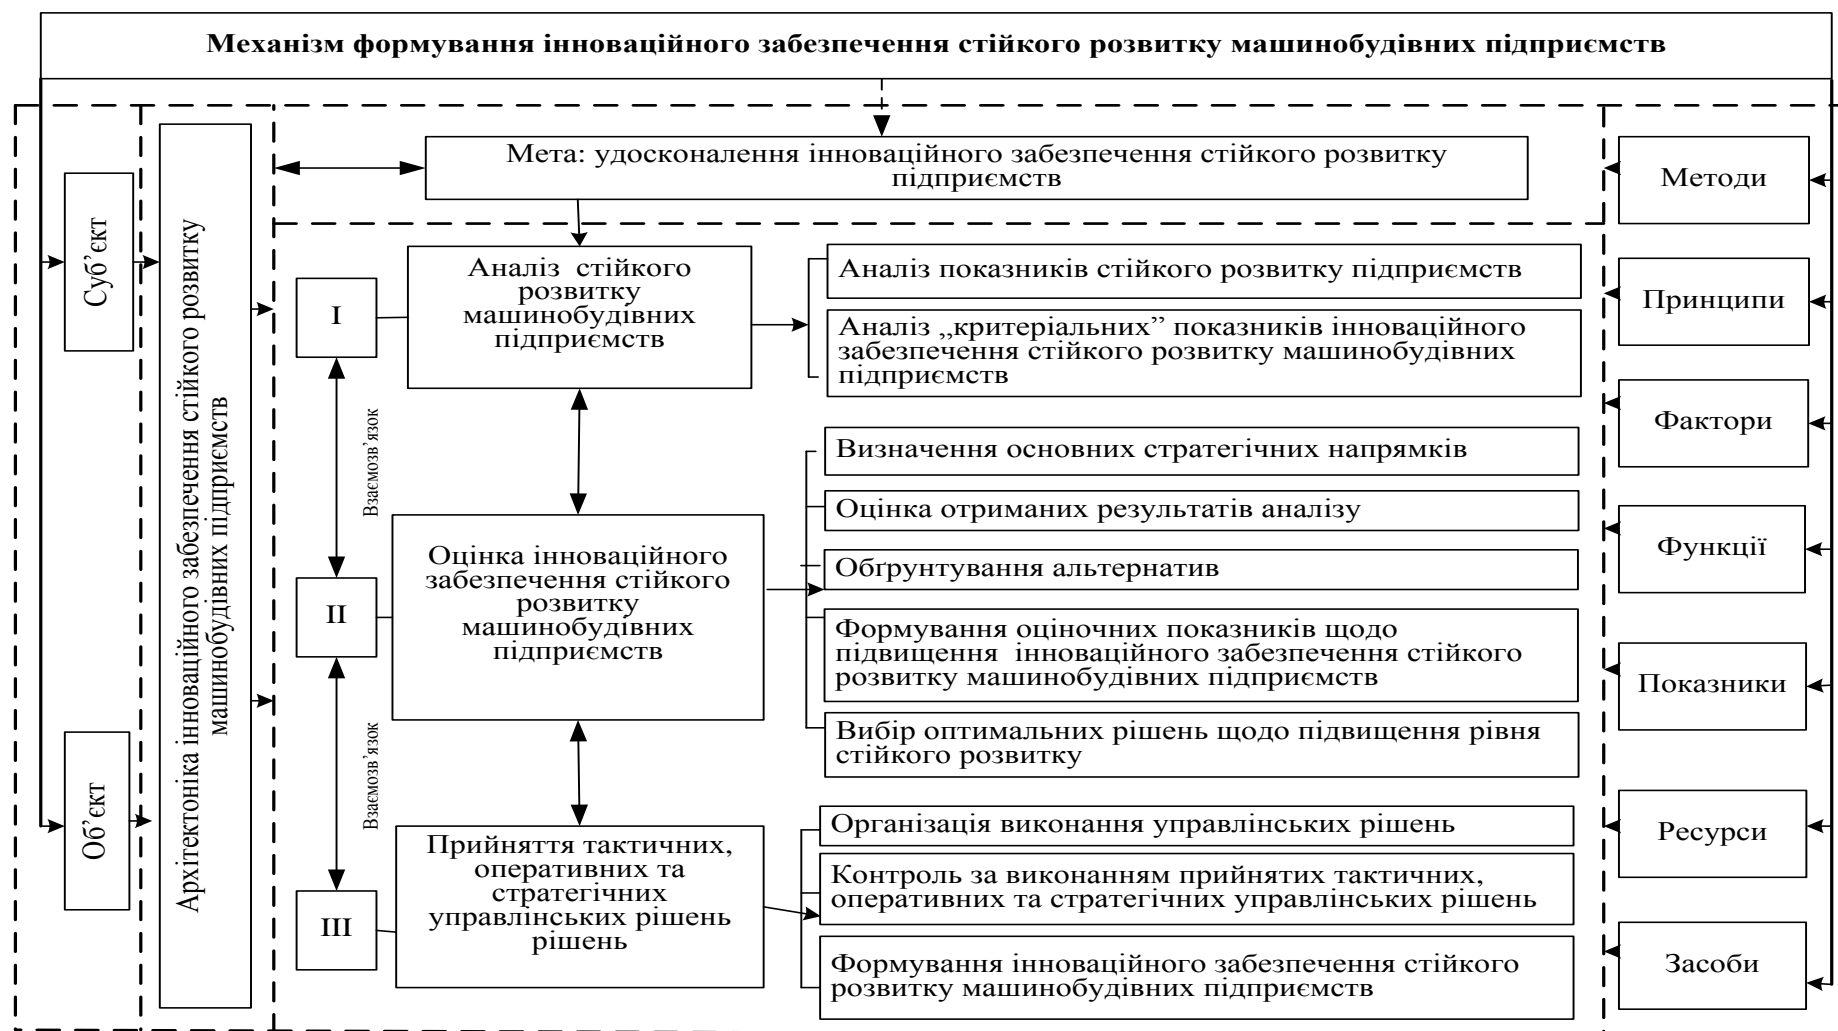 Механізм формування інноваційного забезпечення стійкого розвитку машинобудівних підприємств
Мета: удосконалення інноваційного забезпечення стійкого розвитку
підприємств
Суб’єкт
Об’єкт
Архітектоніка інноваційного забезпечення стійкого розвитку
машинобудівних підприємств
I
Аналіз стійкого
розвитку
машинобудівних
підприємств
Аналіз показників стійкого розвитку підприємств
Аналіз „критеріальних” показників інноваційного
забезпечення стійкого розвитку машинобудівних
підприємств
Взаємозв’язок
II
Оцінка інноваційного
забезпечення стійкого
розвитку
машинобудівних
підприємств
Визначення основних стратегічних напрямків
Оцінка отриманих результатів аналізу
Обґрунтування альтернатив
Формування оціночних показників щодо
підвищення інноваційного забезпечення стійкого
розвитку машинобудівних підприємств
Вибір оптимальних рішень щодо підвищення рівня
стійкого розвитку
Взаємозв’язок
III
Прийняття тактичних,
оперативних та
стратегічних
управлінських рішень
рішень
Організація виконання управлінських рішень
Контроль за виконанням прийнятих тактичних,
оперативних та стратегічних управлінських рішень
Формування інноваційного забезпечення стійкого
розвитку машинобудівних підприємств
Методи
Принципи
Фактори
Функції
Показники
Ресурси
Засоби